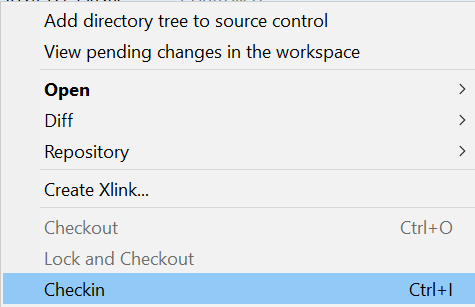 Add directory tree to source control
View pending changes in the workspace
Open
Diff
Repository
Create Xlink...
Checkout Ctrl+O
Lock and Checkout
Checkin Ctrl+I